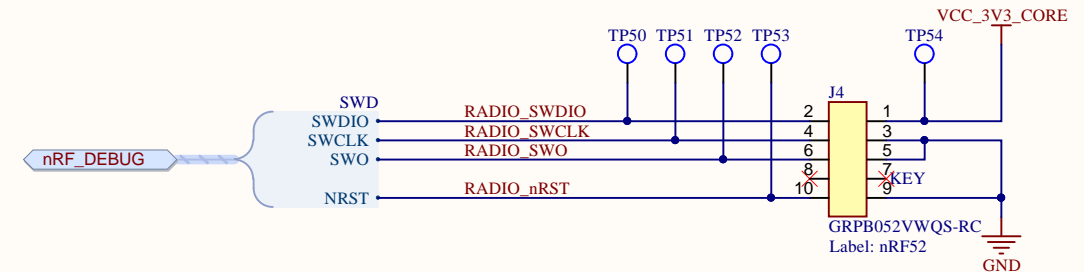 VCC_3V3_CORE
TP50 TP51 TP52 TP53 TP54
J4
SWD
SWDIO RADIO_SWDIO 2 1
SWCLK RADIO_SWCLK 4 3
nRF_DEBUG SWO RADIO_SWO 6 5
8 7 KEY
NRST RADIO_nRST 10 9
GRPB052VWQS-RC
Label: nRF52
GND